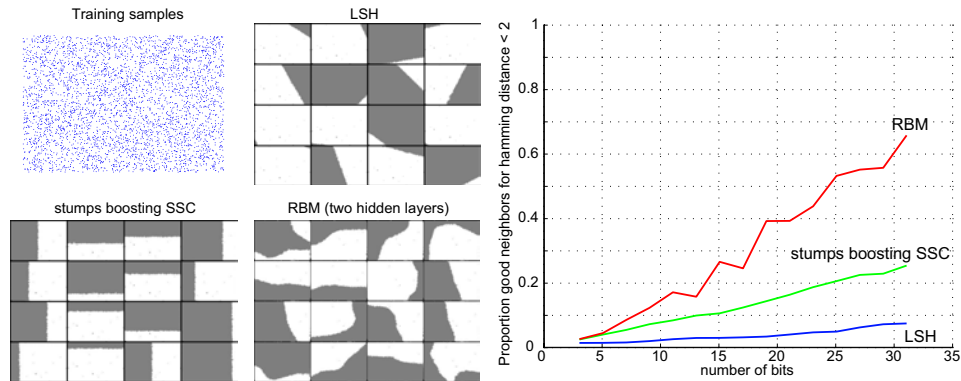 Training samples
LSH
stumps boosting SSC
RBM (two hidden layers)
Proportion good neighbors for hamming distance < 2
1
0.8
0.6
0.4
0.2
0
0
5
10
15
20
25
30
35
number of bits
RBM
stumps boosting SSC
LSH